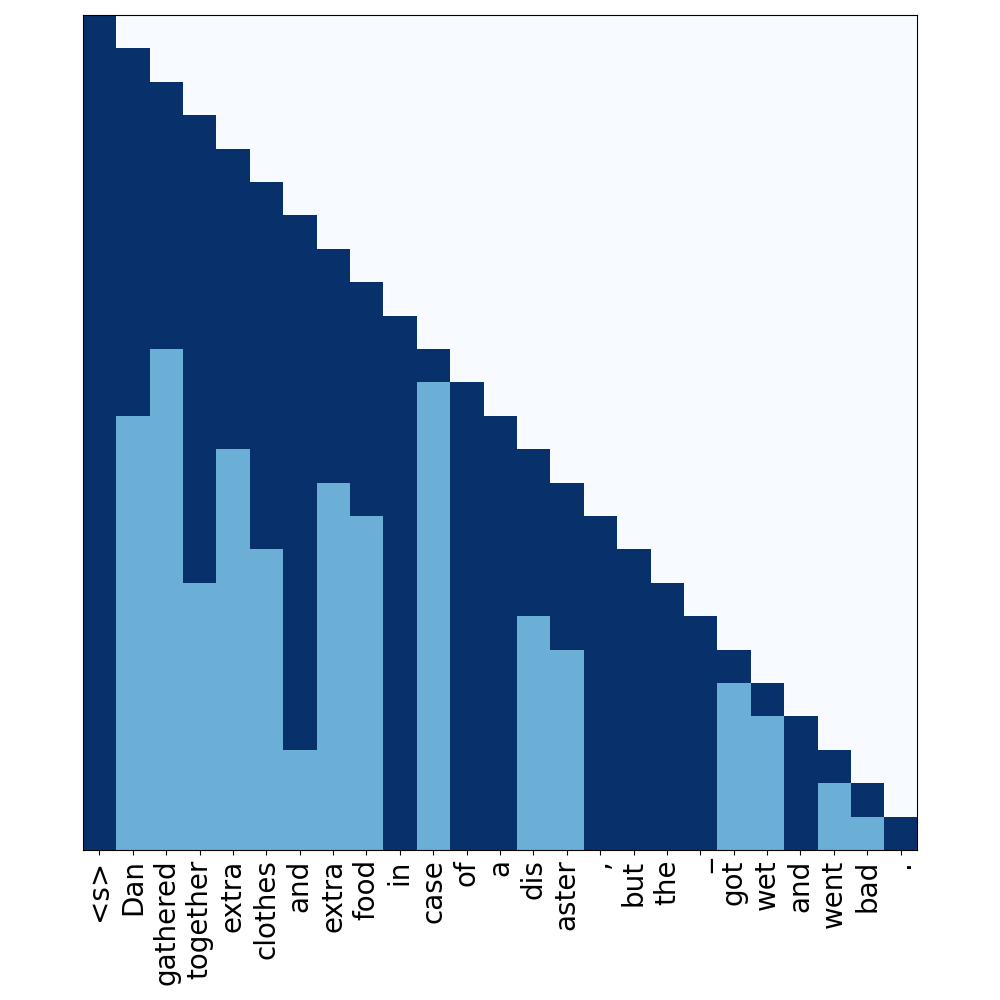 <s>
Dan
gathered
together
extra
clothes
and
extra
food
in
case
of
a
dis
aster
,
but
the
_
got
wet
and
went
bad
.